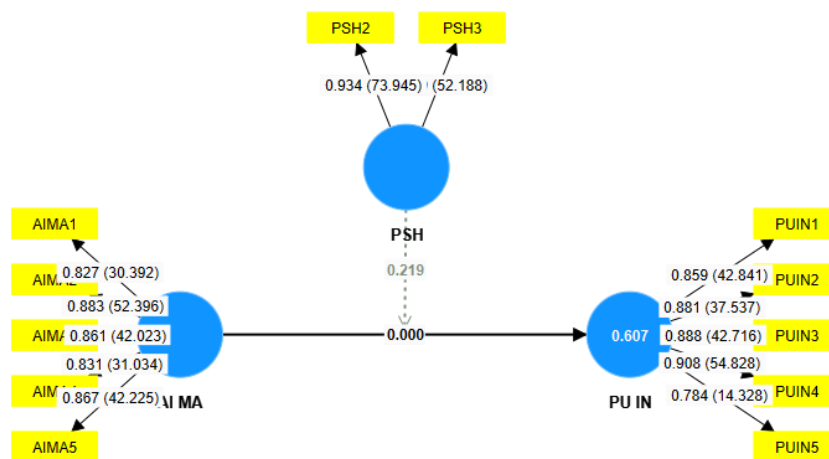 PSH2
PSH3
0.934 (73.945)
(52.188)
PSH
0.219
AIMA1
0.827 (30.392)
0.883 (52.396)
0.861 (42.023)
0.831 (31.034)
0.867 (42.225)
AIMA5
AI MA
0.000
0.607
PU IN
PUIN1
0.859 (42.841)
PUIN2
0.881 (37.537)
PUIN3
0.888 (42.716)
0.908 (54.828)
PUIN4
0.784 (14.328)
PUIN5